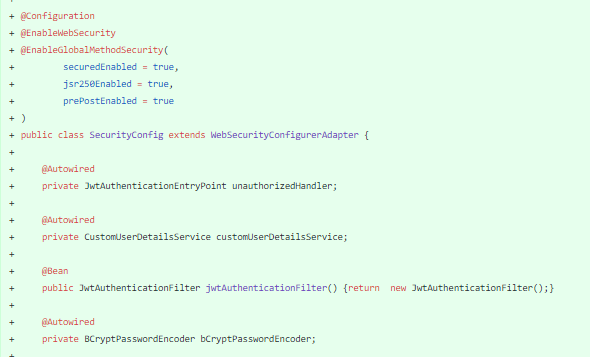 + @Configuration
+ @EnableWebSecurity
+ @EnableGlobalMethodSecurity(
+         securedEnabled = true,
+         jsr250Enabled = true,
+         prePostEnabled = true
+ )
+ public class SecurityConfig extends WebSecurityConfigurerAdapter {
+
+     @Autowired
+     private JwtAuthenticationEntryPoint unauthorizedHandler;
+
+     @Autowired
+     private CustomUserDetailsService customUserDetailsService;
+
+     @Bean
+     public JwtAuthenticationFilter jwtAuthenticationFilter() {return  new JwtAuthenticationFilter();}
+
+     @Autowired
+     private BCryptPasswordEncoder bCryptPasswordEncoder;
+